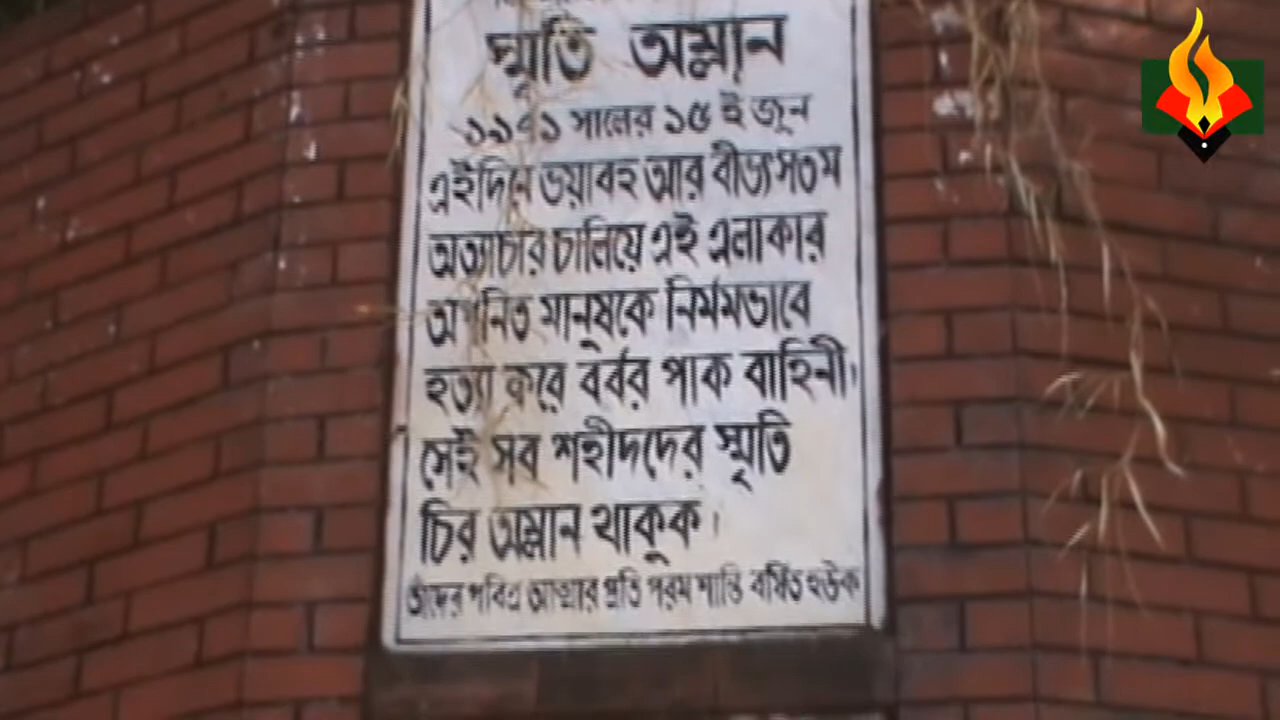 স্মৃতি অম্লান
১৯৭১ সালের ১৫ ই জুন
এইদিনে ভয়াবহ আর বীভৎসতম
অত্যাচার চালিয়ে এই এলাকার
অগনিত মানুষকে নির্মমভাবে
হত্যা করে বর্বর পাক বাহিনী।
সেই সব শহীদদের স্মৃতি
চির অম্লান থাকুক।
তাঁদের পবিত্র আত্মার প্রতি পরম শান্তি বর্ষিত হউক